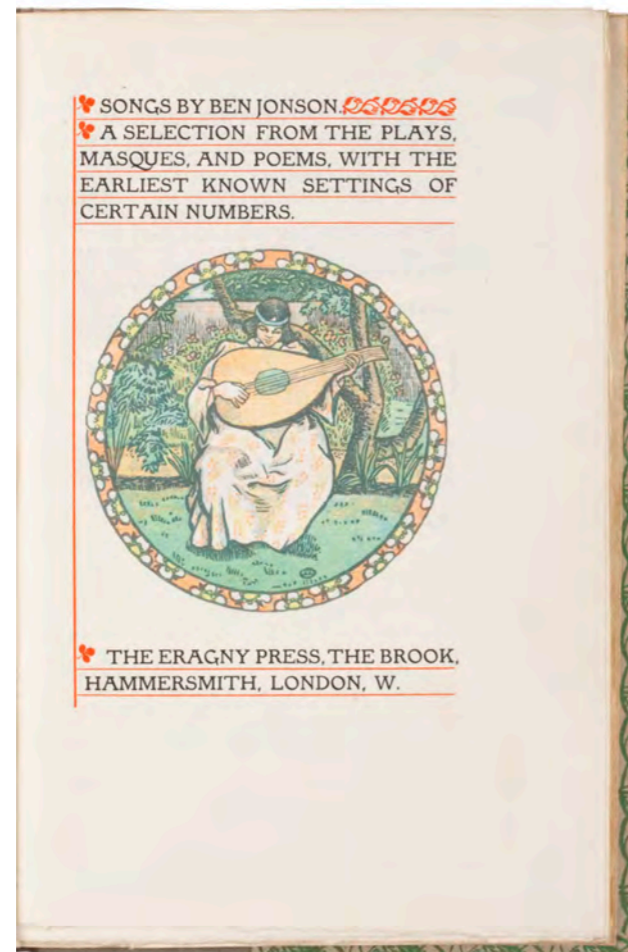 SONGS BY BEN JONSON.
A SELECTION FROM THE PLAYS,
MASQUES, AND POEMS, WITH THE
EARLIEST KNOWN SETTINGS OF
CERTAIN NUMBERS.
THE ERAGNY PRESS, THE BROOK,
HAMMERSMITH, LONDON, W.